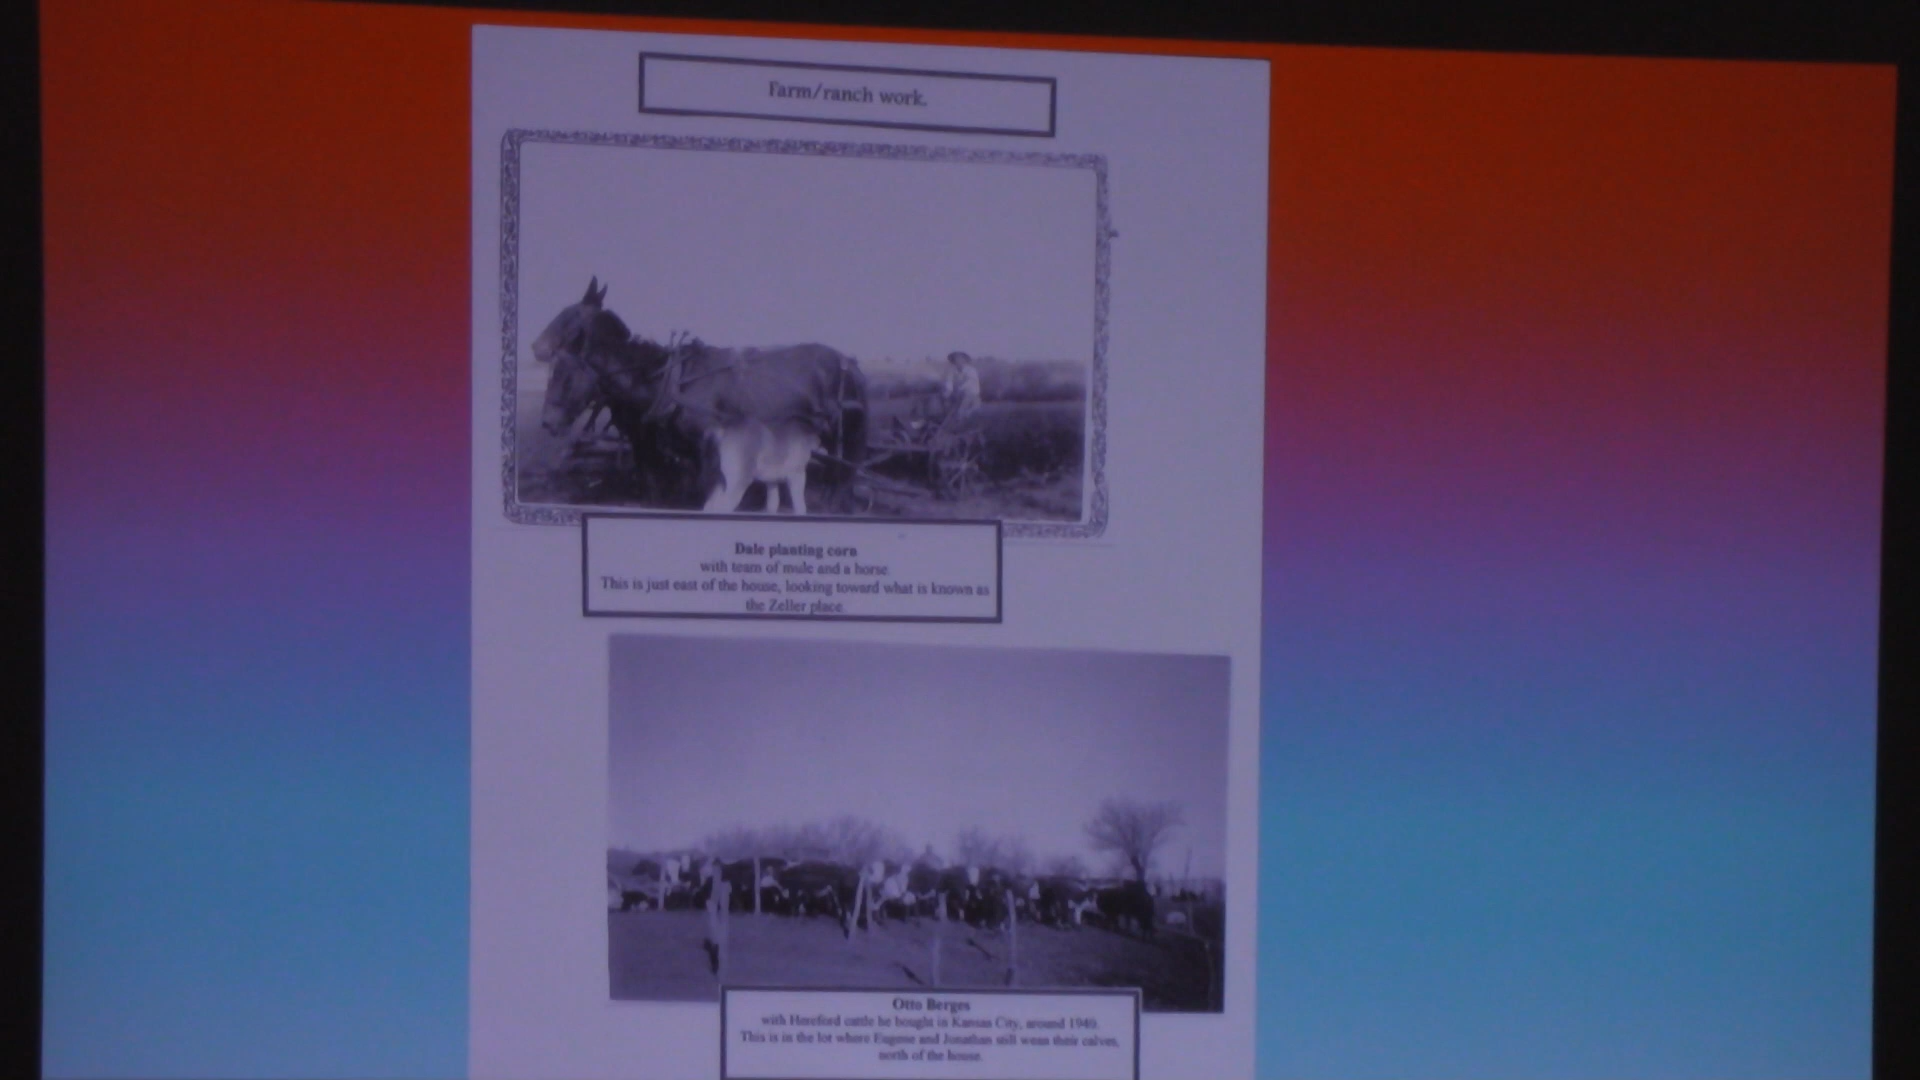 Farm/ranch work.
Dale planting corn
with team of mule and a horse.
This is just east of the house, looking toward what is known as
the Zeller place.
Otto Berges
with Hereford cattle he bought in Kansas City, around 1940.
This is in the lot where Eugene and Jonathan still wean their calves,
north of the house.